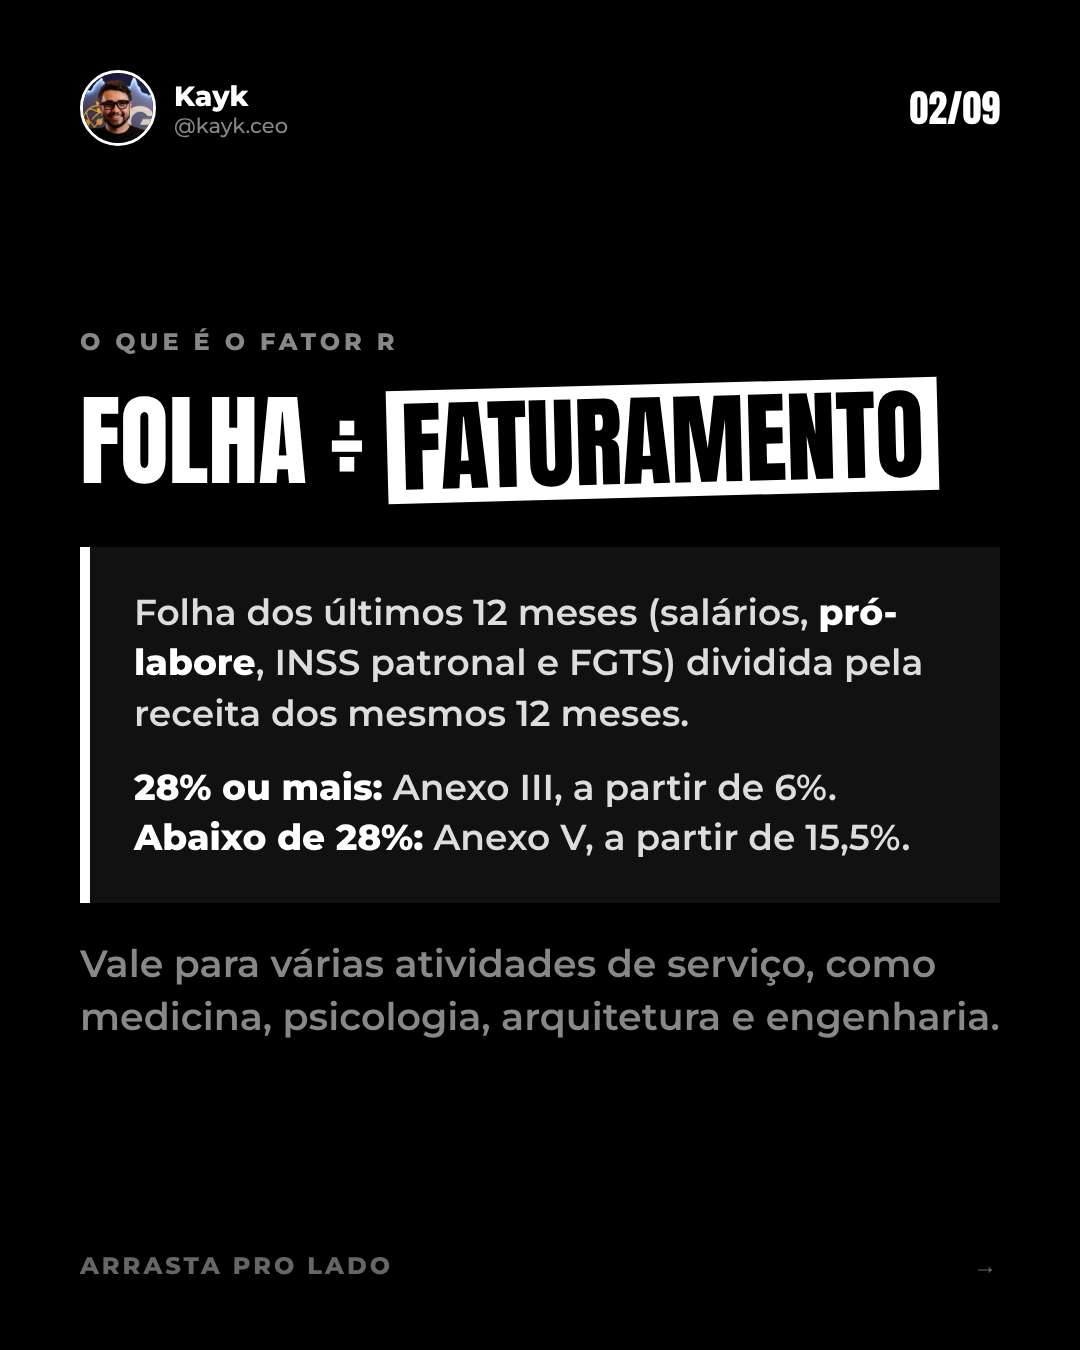 Kayk
@kayk.ceo
02/09
O QUE É O FATOR R
FOLHA ÷ FATURAMENTO
Folha dos últimos 12 meses (salários, pró-
labore, INSS patronal e FGTS) dividida pela
receita dos mesmos 12 meses.
28% ou mais: Anexo III, a partir de 6%.
Abaixo de 28%: Anexo V, a partir de 15,5%.
Vale para várias atividades de serviço, como
medicina, psicologia, arquitetura e engenharia.
ARRASTA PRO LADO →